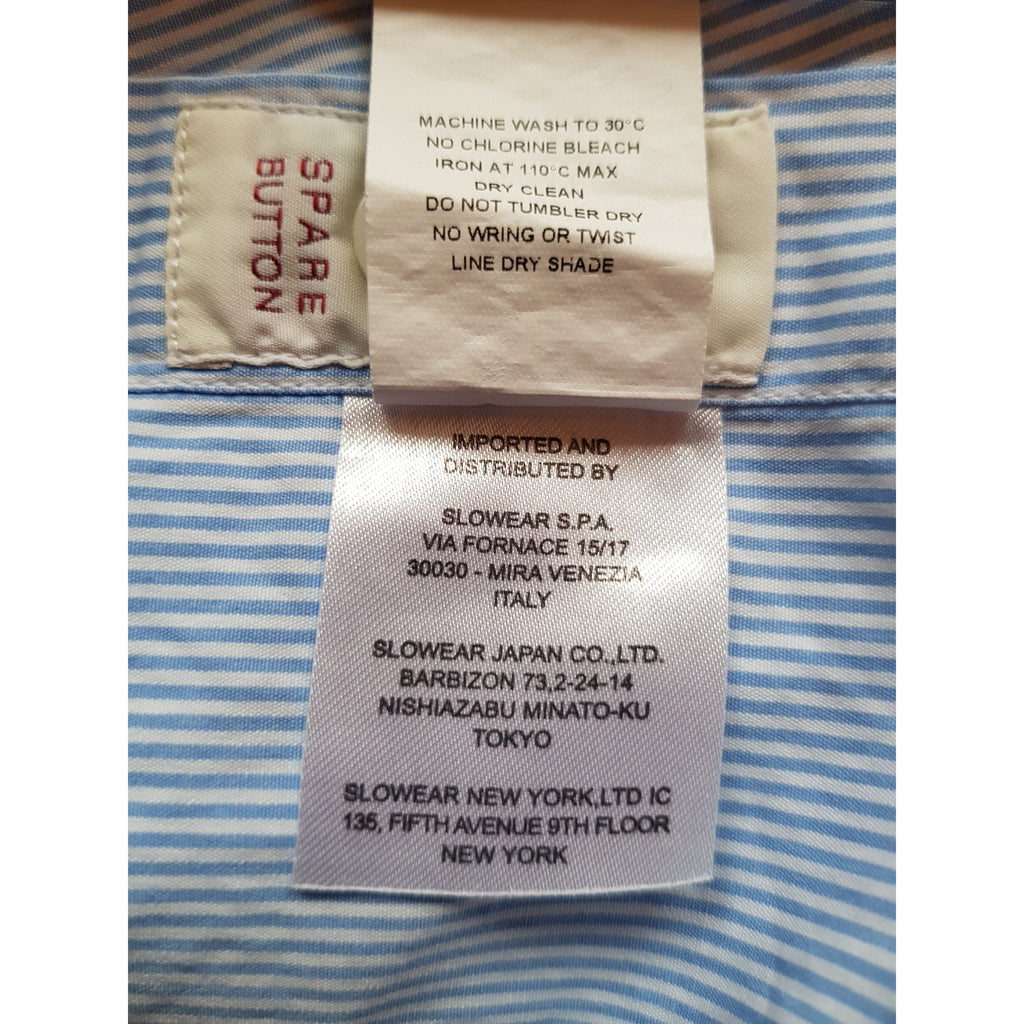 SPARE
BUTTON
MACHINE WASH TO 30°C
NO CHLORINE BLEACH
IRON AT 110°C MAX
DRY CLEAN
DO NOT TUMBLER DRY
NO WRING OR TWIST
LINE DRY SHADE
IMPORTED AND
DISTRIBUTED BY
SLOWEAR S.P.A.
VIA FORNACE 15/17
30030 - MIRA VENEZIA
ITALY
SLOWEAR JAPAN CO.,LTD.
BARBIZON 73,2-24-14
NISHIAZABU MINATO-KU
TOKYO
SLOWEAR NEW YORK,LTD IC
135, FIFTH AVENUE 9TH FLOOR
NEW YORK